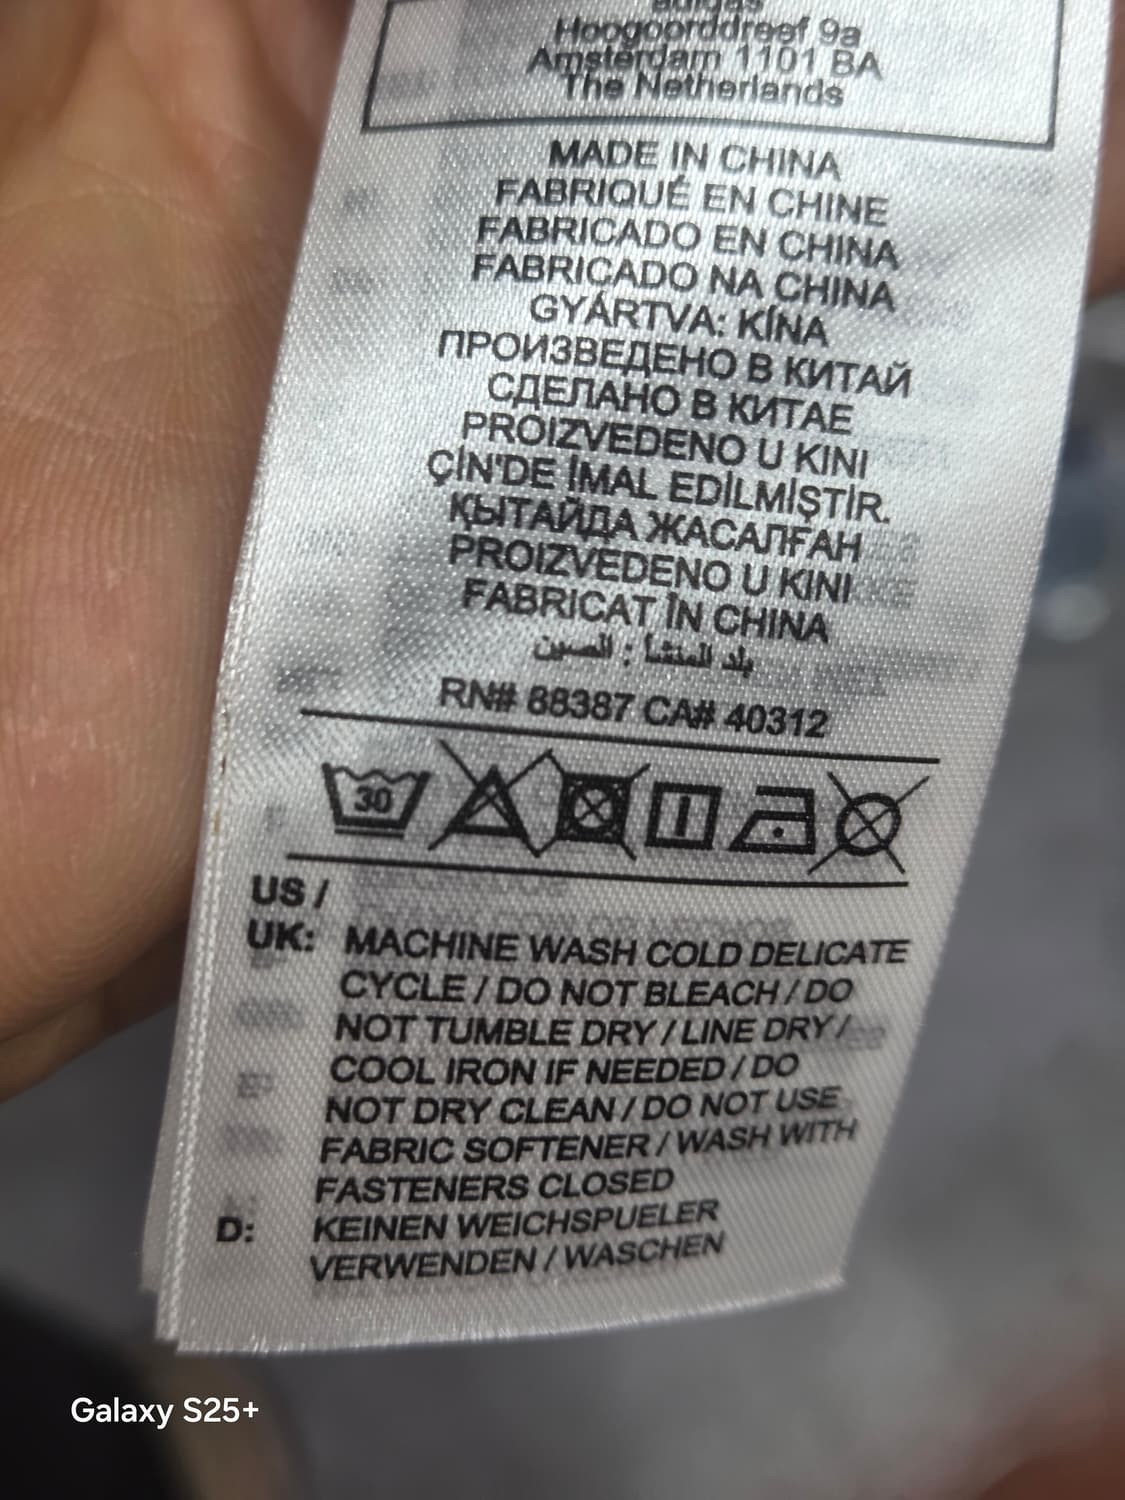 adidas
Hoogoorddreef 9a
Amsterdam 1101 BA
The Netherlands
MADE IN CHINA
FABRIQUÉ EN CHINE
FABRICADO EN CHINA
FABRICADO NA CHINA
GYÁRTVA: KÍNA
ПРОИЗВЕДЕНО В КИТАЙ
СДЕЛАНО В КИТАЕ
PROIZVEDENO U KINI
ÇİN'DE İMAL EDİLMİŞTİR.
ҚЫТАЙДА ЖАСАЛҒАН
PROIZVEDENO U KINI
FABRICAT ÎN CHINA
بلد المنشأ : الصين
RN# 88387 CA# 40312
30
US /
UK: MACHINE WASH COLD DELICATE
CYCLE / DO NOT BLEACH / DO
NOT TUMBLE DRY / LINE DRY /
COOL IRON IF NEEDED / DO
NOT DRY CLEAN / DO NOT USE
FABRIC SOFTENER / WASH WITH
FASTENERS CLOSED
D: KEINEN WEICHSPUELER
VERWENDEN / WASCHEN
Galaxy S25+